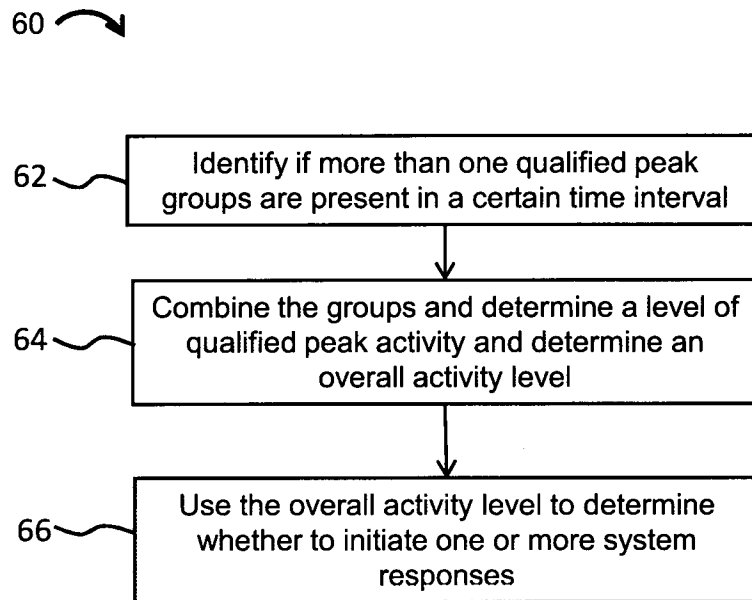 60
62
Identify if more than one qualified peak
groups are present in a certain time interval
64
Combine the groups and determine a level of
qualified peak activity and determine an
overall activity level
66
Use the overall activity level to determine
whether to initiate one or more system
responses